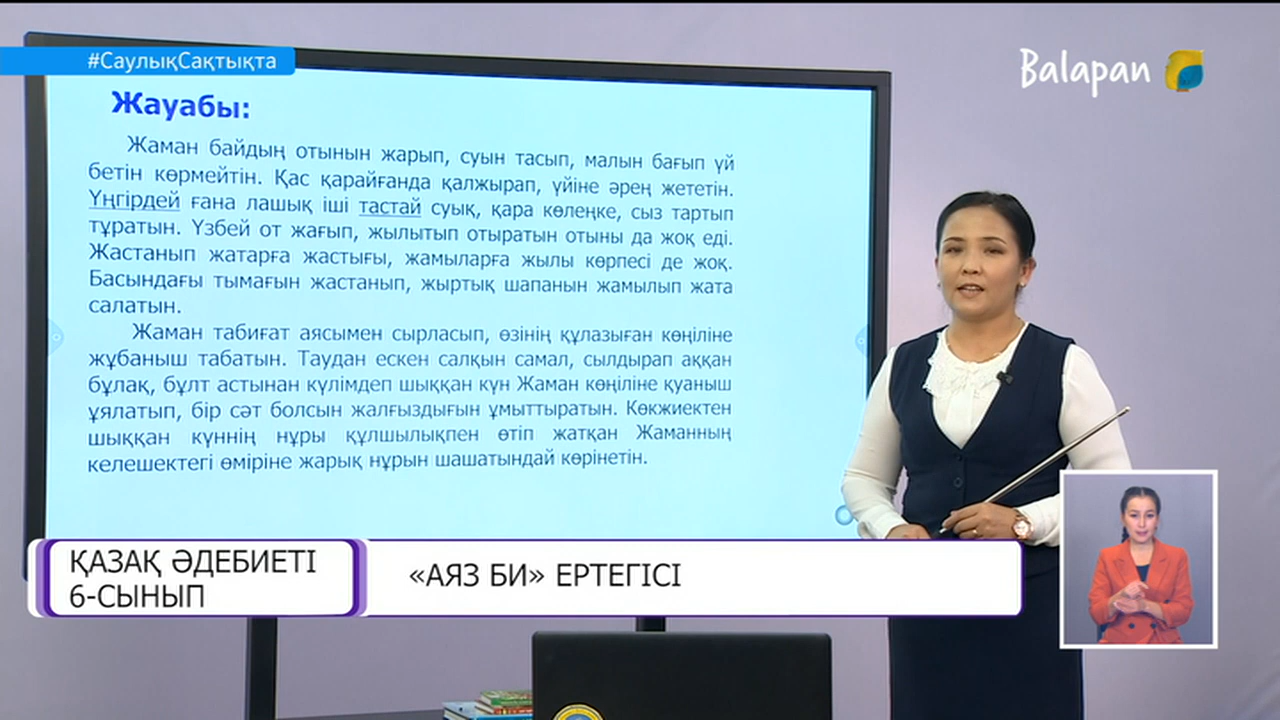 #СаулықСақтықта
Balapan
Жауабы:
Жаман байдың отынын жарып, суын тасып, малын бағып үй
бетін көрмейтін. Қас қарайғанда қалжырап, үйіне әрең жететін.
Үңгірдей ғана лашық іші тастай суық, қара көлеңке, сыз тартып
тұратын. Үзбей от жағып, жылытып отыратын отыны да жоқ еді.
Жастанып жатарға жастығы, жамыларға жылы көрпесі де жоқ.
Басындағы тымағын жастанып, жыртық шапанын жамылып жата
салатын.
Жаман табиғат аясымен сырласып, өзінің құлазыған көңіліне
жұбаныш табатын. Таудан ескен салқын самал, сылдырап аққан
бұлақ, бұлт астынан күлімдеп шыққан күн Жаман көңіліне қуаныш
ұялатып, бір сәт болсын жалғыздығын ұмыттыратын. Көкжиектен
шыққан күннің нұры құлшылықпен өтіп жатқан Жаманның
келешектегі өміріне жарық нұрын шашатындай көрінетін.
ҚАЗАҚ ӘДЕБИЕТІ
6-СЫНЫП
«АЯЗ БИ» ЕРТЕГІСІ